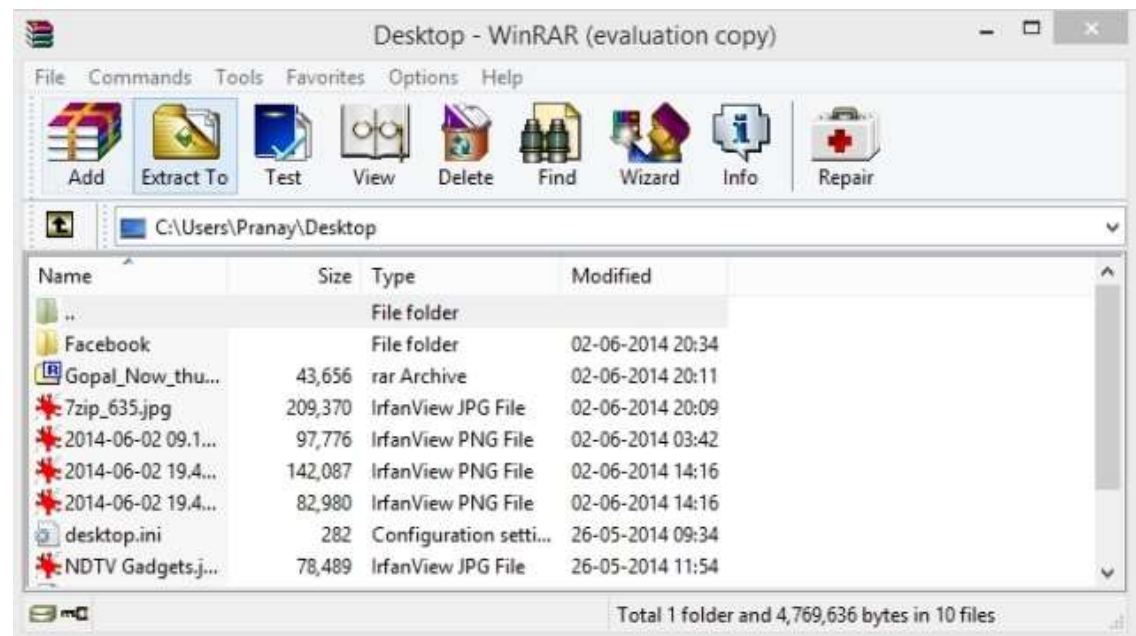 Desktop - WinRAR (evaluation copy)
File Commands Tools Favorites Options Help
Add Extract To Test View Delete Find Wizard Info Repair
C:\Users\Pranay\Desktop
Name Size Type Modified
.. File folder
Facebook File folder 02-06-2014 20:34
Gopal_Now_thu... 43,656 rar Archive 02-06-2014 20:11
7zip_635.jpg 209,370 IrfanView JPG File 02-06-2014 20:09
2014-06-02 09.1... 97,776 IrfanView PNG File 02-06-2014 03:42
2014-06-02 19.4... 142,087 IrfanView PNG File 02-06-2014 14:16
2014-06-02 19.4... 82,980 IrfanView PNG File 02-06-2014 14:16
desktop.ini 282 Configuration setti... 26-05-2014 09:34
NDTV Gadgets.j... 78,489 IrfanView JPG File 26-05-2014 11:54
Total 1 folder and 4,769,636 bytes in 10 files